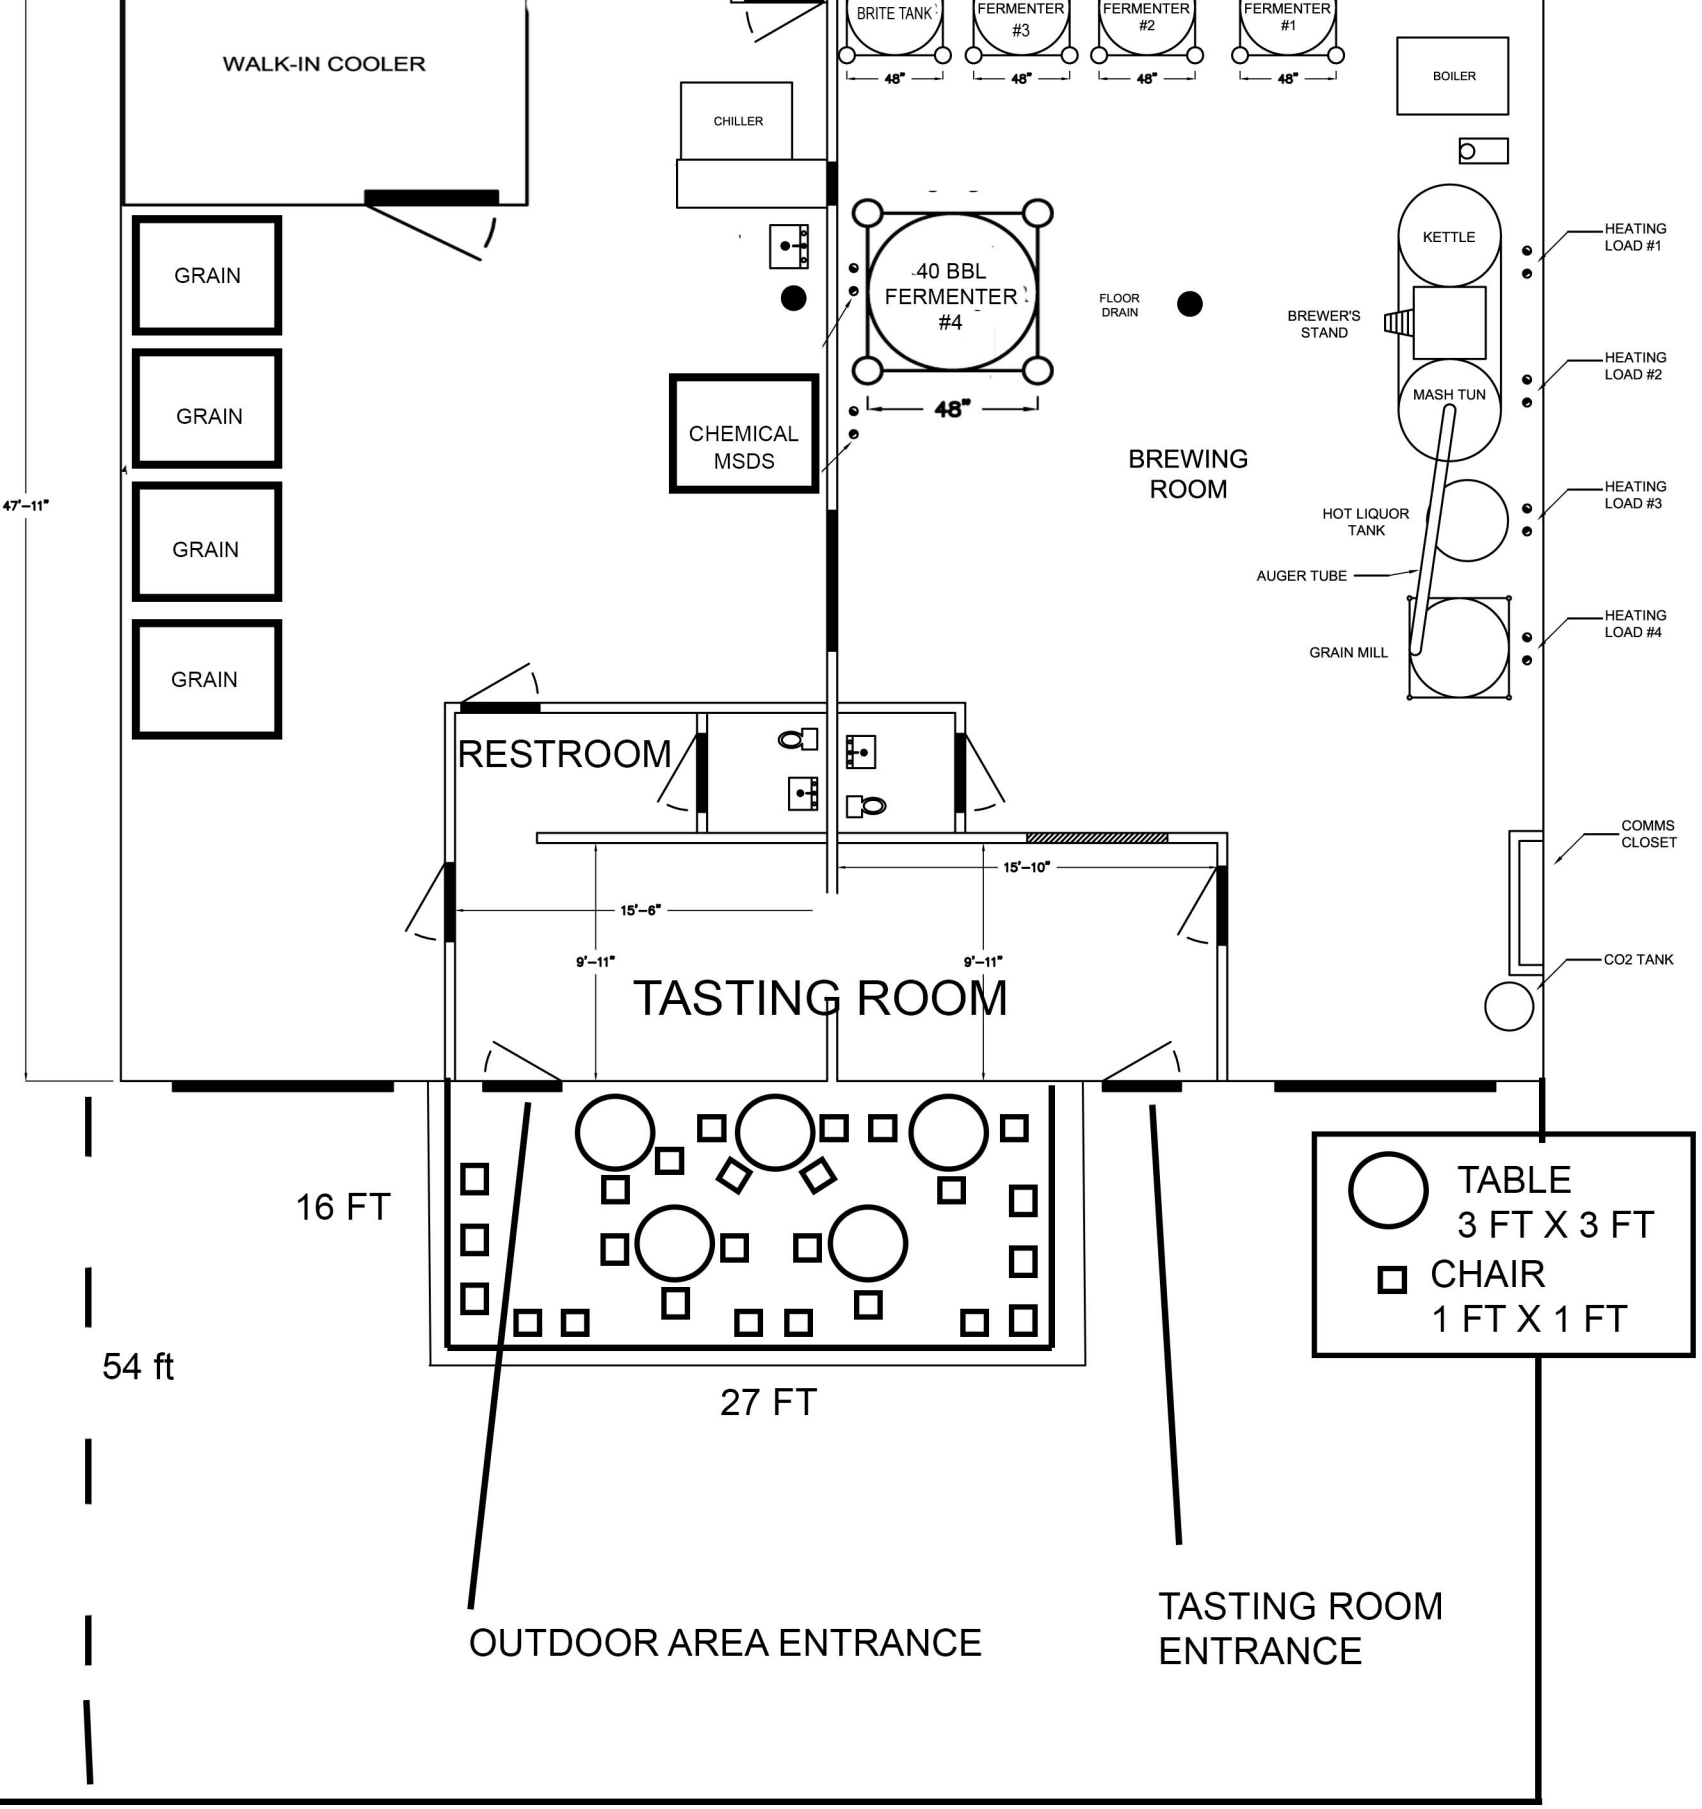 BRITE TANK
FERMENTER
#3
FERMENTER
#2
FERMENTER
#1
48"
48"
48"
48"
WALK-IN COOLER
CHILLER
BOILER
GRAIN
GRAIN
GRAIN
GRAIN
47'-11"
40 BBL
FERMENTER
#4
48"
CHEMICAL
MSDS
FLOOR
DRAIN
BREWING
ROOM
KETTLE
BREWER'S
STAND
MASH TUN
HOT LIQUOR
TANK
AUGER TUBE
GRAIN MILL
HEATING
LOAD #1
HEATING
LOAD #2
HEATING
LOAD #3
HEATING
LOAD #4
RESTROOM
COMMS
CLOSET
CO2 TANK
15'-10"
15'-6"
9'-11"
9'-11"
TASTING ROOM
16 FT
54 ft
27 FT
TABLE
3 FT X 3 FT
CHAIR
1 FT X 1 FT
OUTDOOR AREA ENTRANCE
TASTING ROOM
ENTRANCE